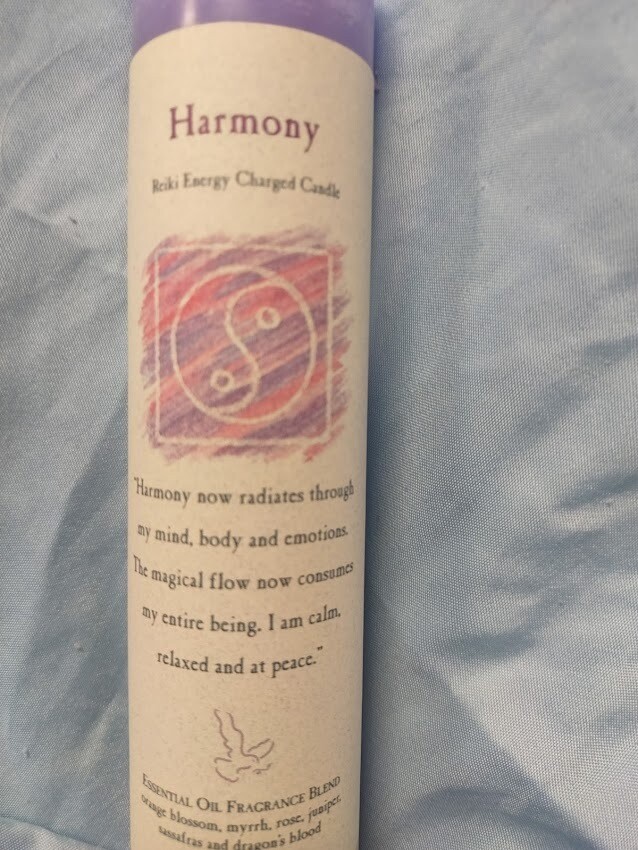 Harmony
Reiki Energy Charged Candle
"Harmony now radiates through
my mind, body and emotions.
The magical flow now consumes
my entire being. I am calm,
relaxed and at peace."
ESSENTIAL OIL FRAGRANCE BLEND
orange blossom, myrrh, rose, juniper,
sassafras and dragon's blood